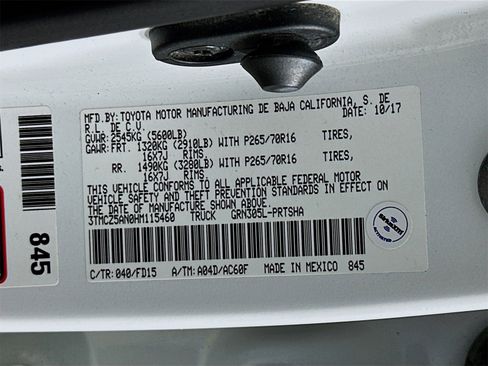 MFD.BY:TOYOTA MOTOR MANUFACTURING DE BAJA CALIFORNIA, S. DE
R.L. DE C.V. 10/17
GVWR: 2545KG (5600LB)
GAWR: FRT. 1320KG (2910LB) WITH P265/70R16 TIRES,
16X7J RIMS,
RR. 1490KG (3280LB) WITH P265/70R16 TIRES,
16X7J RIMS
THIS VEHICLE CONFORMS TO ALL APPLICABLE FEDERAL MOTOR
VEHICLE SAFETY AND THEFT PREVENTION STANDARDS IN EFFECT ON
THE DATE OF MANUFACTURE SHOWN ABOVE.
3TMCZ5AN0HM115460 TRUCK GRN305L-PRTSHA
C/TR: 040/FD15 A/TM: A04D/AC60F MADE IN MEXICO 845
845